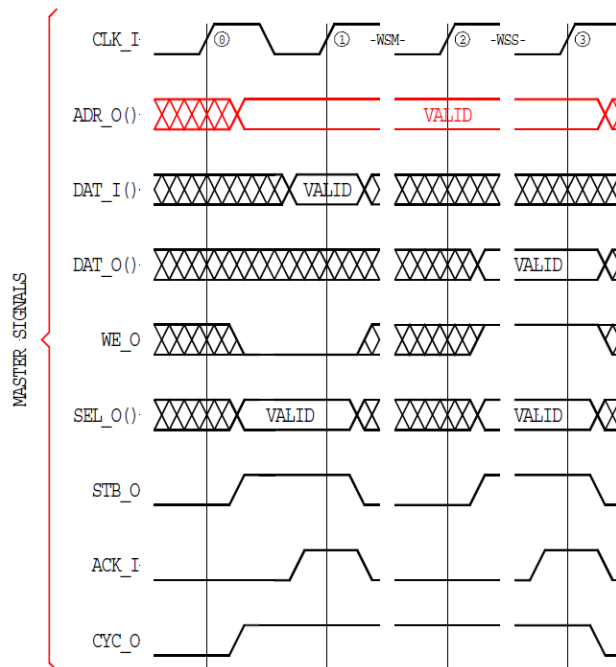 CLK_I
⓪
①
-WSM-
②
-WSS-
③
ADR_O()
VALID
DAT_I()
VALID
DAT_O()
VALID
WE_O
SEL_O()
VALID
VALID
STB_O
ACK_I
CYC_O
MASTER SIGNALS